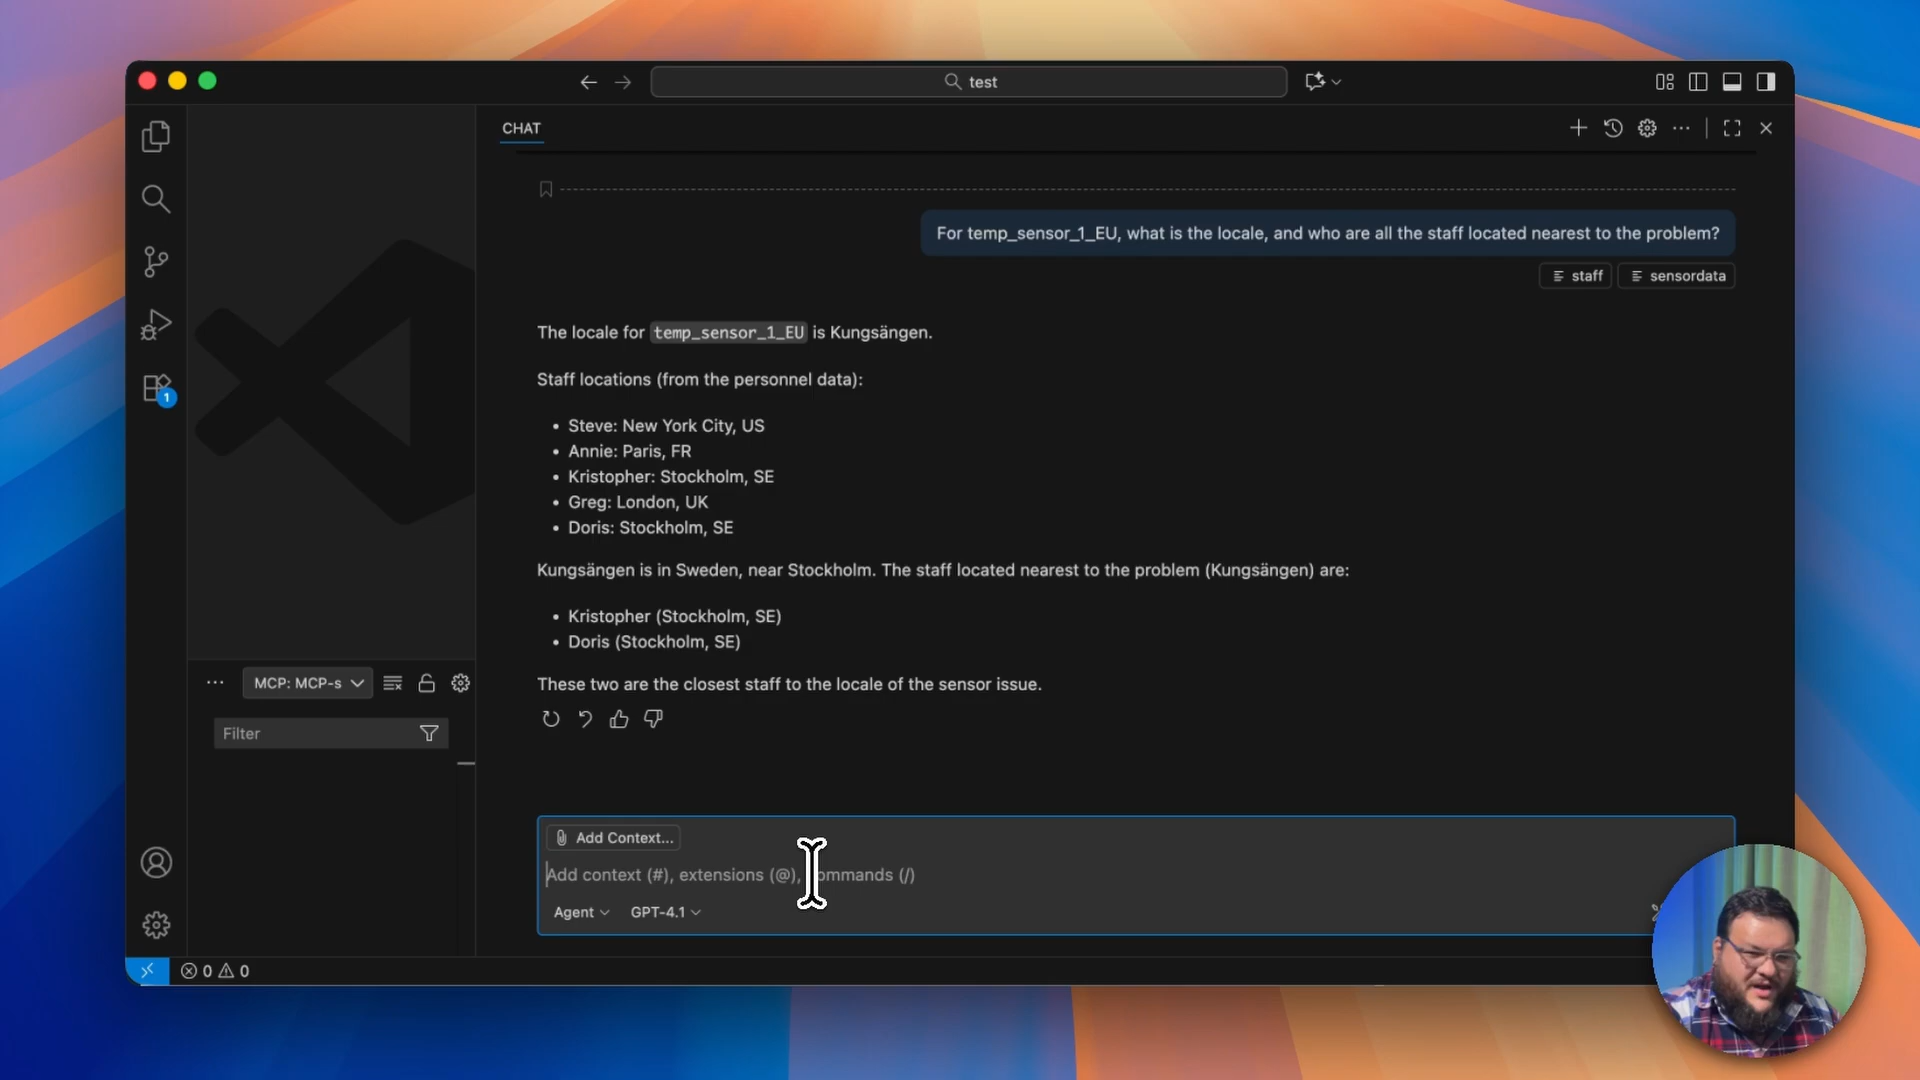 test
CHAT
For temp_sensor_1_EU, what is the locale, and who are all the staff located nearest to the problem?
staff
sensordata
The locale for temp_sensor_1_EU is Kungsängen.
Staff locations (from the personnel data):
• Steve: New York City, US
• Annie: Paris, FR
• Kristopher: Stockholm, SE
• Greg: London, UK
• Doris: Stockholm, SE
Kungsängen is in Sweden, near Stockholm. The staff located nearest to the problem (Kungsängen) are:
• Kristopher (Stockholm, SE)
• Doris (Stockholm, SE)
These two are the closest staff to the locale of the sensor issue.
1
MCP: MCP-s
Filter
Add Context...
Add context (#), extensions (@), commands (/)
Agent
GPT-4.1
0
0